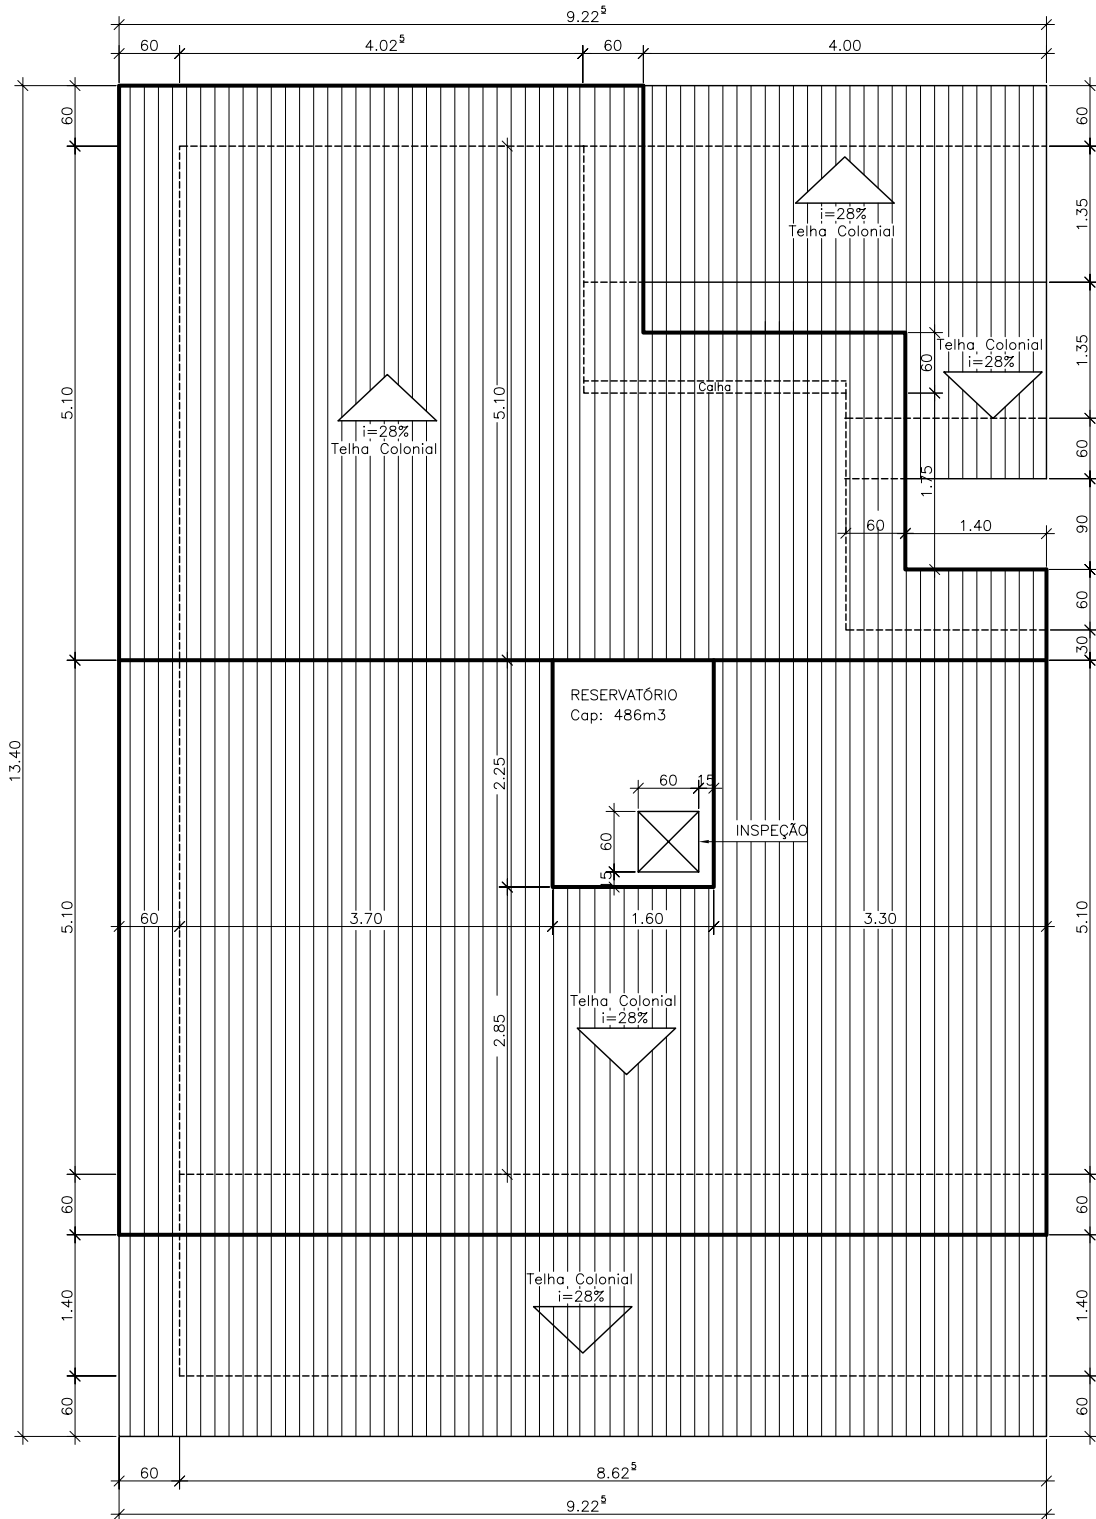 9.22⁵
60
4.02⁵
60
4.00
60
60
i=28%
Telha Colonial
1.35
Telha Colonial
i=28%
1.35
60
5.10
5.10
Calha
i=28%
Telha Colonial
60
1.75
60
1.40
90
60
30
13.40
RESERVATÓRIO
Cap: 486m3
2.25
60
15
60
INSPEÇÃO
15
5.10
60
3.70
1.60
3.30
5.10
2.85
Telha Colonial
i=28%
60
60
Telha Colonial
i=28%
1.40
1.40
60
60
60
8.62⁵
9.22⁵